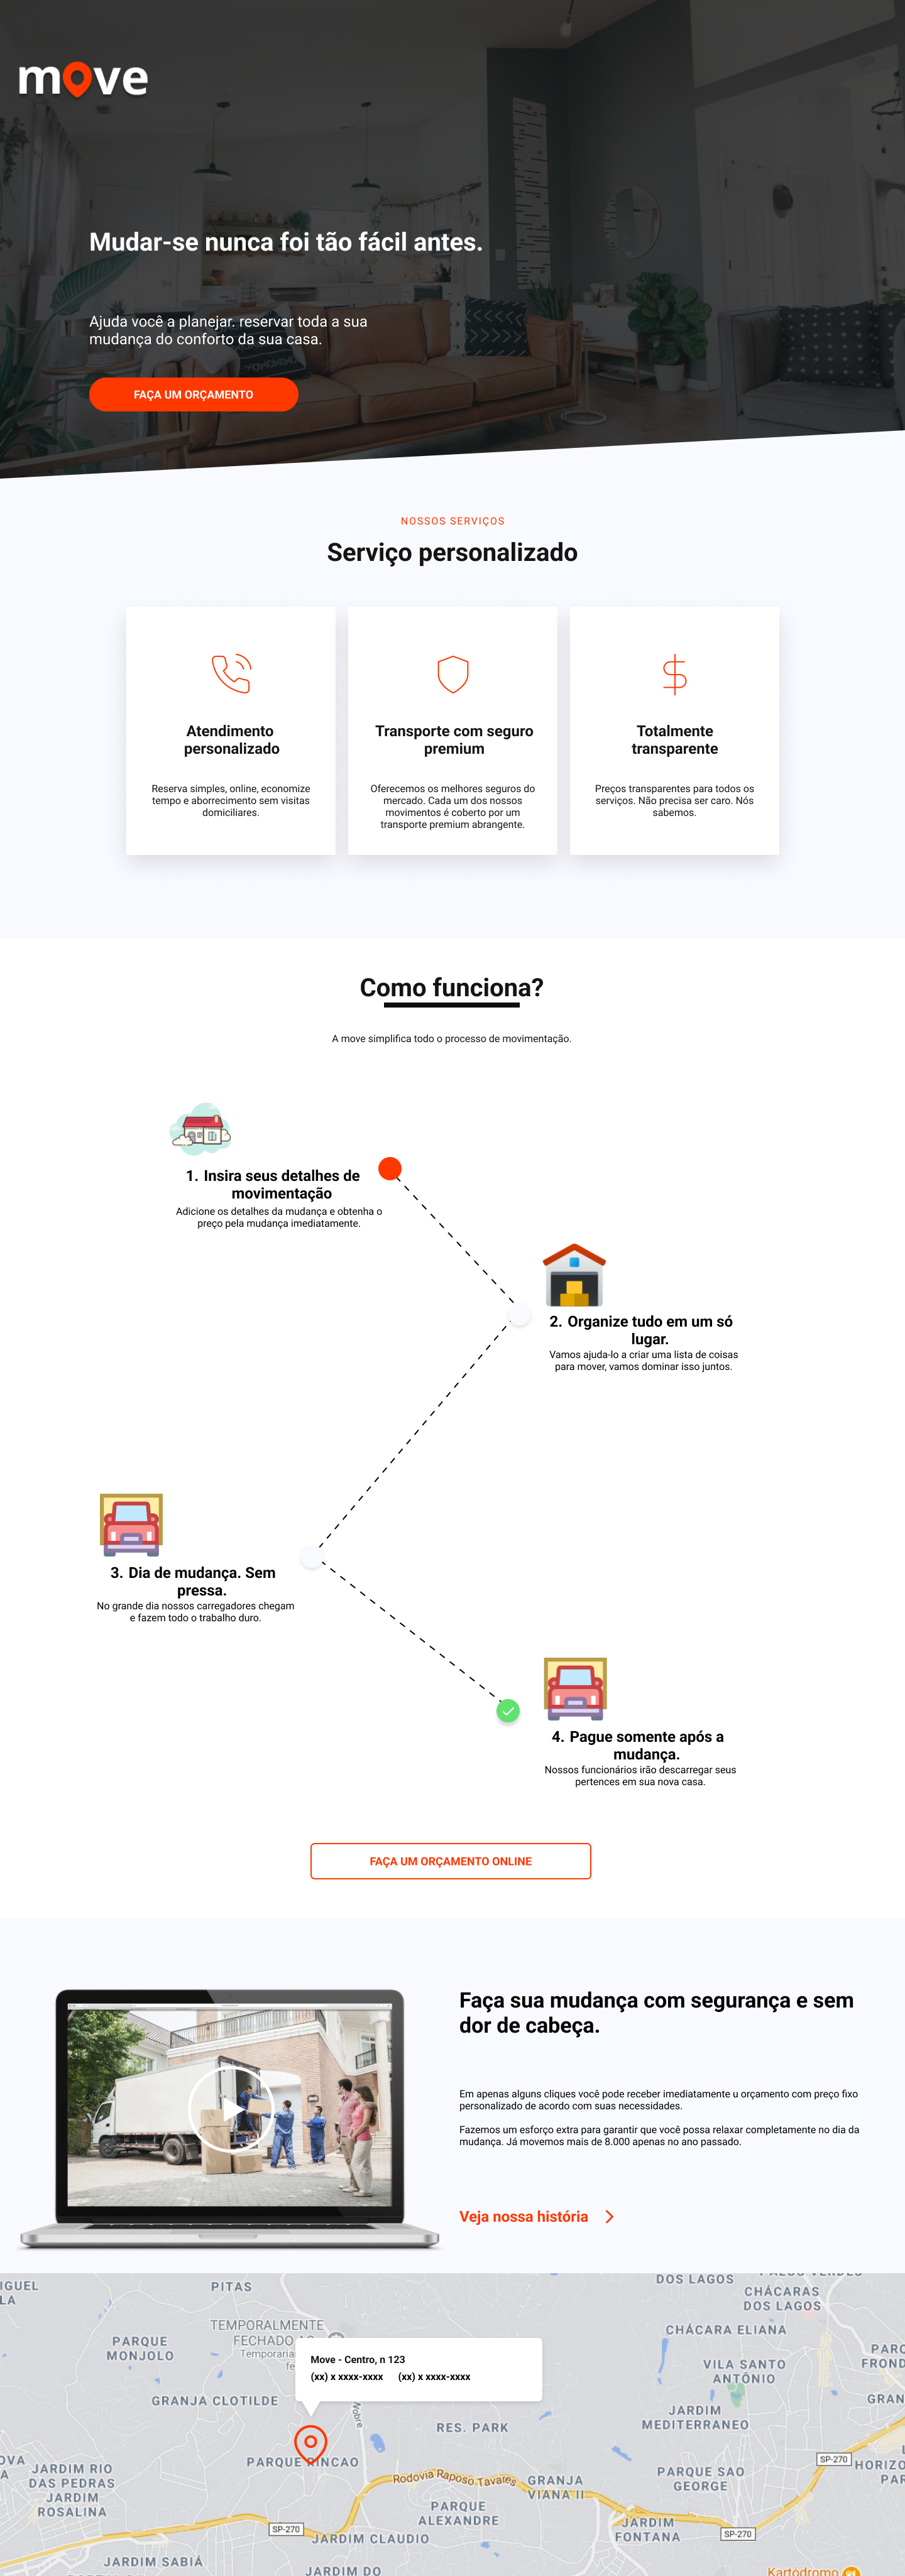 move
Mudar-se nunca foi tão fácil antes.
Ajuda você a planejar. reservar toda a sua
mudança do conforto da sua casa.
FAÇA UM ORÇAMENTO
NOSSOS SERVIÇOS
Serviço personalizado
Atendimento
personalizado
Reserva simples, online, economize
tempo e aborrecimento sem visitas
domiciliares.
Transporte com seguro
premium
Oferecemos os melhores seguros do
mercado. Cada um dos nossos
movimentos é coberto por um
transporte premium abrangente.
Totalmente
transparente
Preços transparentes para todos os
serviços. Não precisa ser caro. Nós
sabemos.
Como funciona?
A move simplifica todo o processo de movimentação.
1. Insira seus detalhes de
movimentação
Adicione os detalhes da mudança e obtenha o
preço pela mudança imediatamente.
2. Organize tudo em um só
lugar.
Vamos ajuda-lo a criar uma lista de coisas
para mover, vamos dominar isso juntos.
3. Dia de mudança. Sem
pressa.
No grande dia nossos carregadores chegam
e fazem todo o trabalho duro.
4. Pague somente após a
mudança.
Nossos funcionários irão descarregar seus
pertences em sua nova casa.
FAÇA UM ORÇAMENTO ONLINE
Faça sua mudança com segurança e sem
dor de cabeça.
Em apenas alguns cliques você pode receber imediatamente u orçamento com preço fixo
personalizado de acordo com suas necessidades.
Fazemos um esforço extra para garantir que você possa relaxar completamente no dia da
mudança. Já movemos mais de 8.000 apenas no ano passado.
Veja nossa história
IGUEL
LA
PITAS
DOS LAGOS
CHÁCARAS
DOS LAGOS
TEMPORALMENTE
FECHADO
Temporaria
fe
CHÁCARA ELIANA
PARQUE
MONJOLO
Move - Centro, n 123
(xx) x xxxx-xxxx (xx) x xxxx-xxxx
VILA SANTO
ANTÔNIO
PARQ
FROND
GRANJA CLOTILDE
GRAN
Nobre
RES. PARK
JARDIM
MEDITERRANEO
PARQUE RINCAO
OVA
A
JARDIM RIO
DAS PEDRAS
JARDIM
ROSALINA
Rodovia Raposo Tavares
GRANJA
VIANA II
PARQUE SAO
GEORGE
SP-270
HORIZO
PAR
PARQUE
ALEXANDRE
SP-270
JARDIM CLAUDIO
JARDIM
FONTANA
SP-270
JARDIM SABIÁ
JARDIM DO
Kartódromo